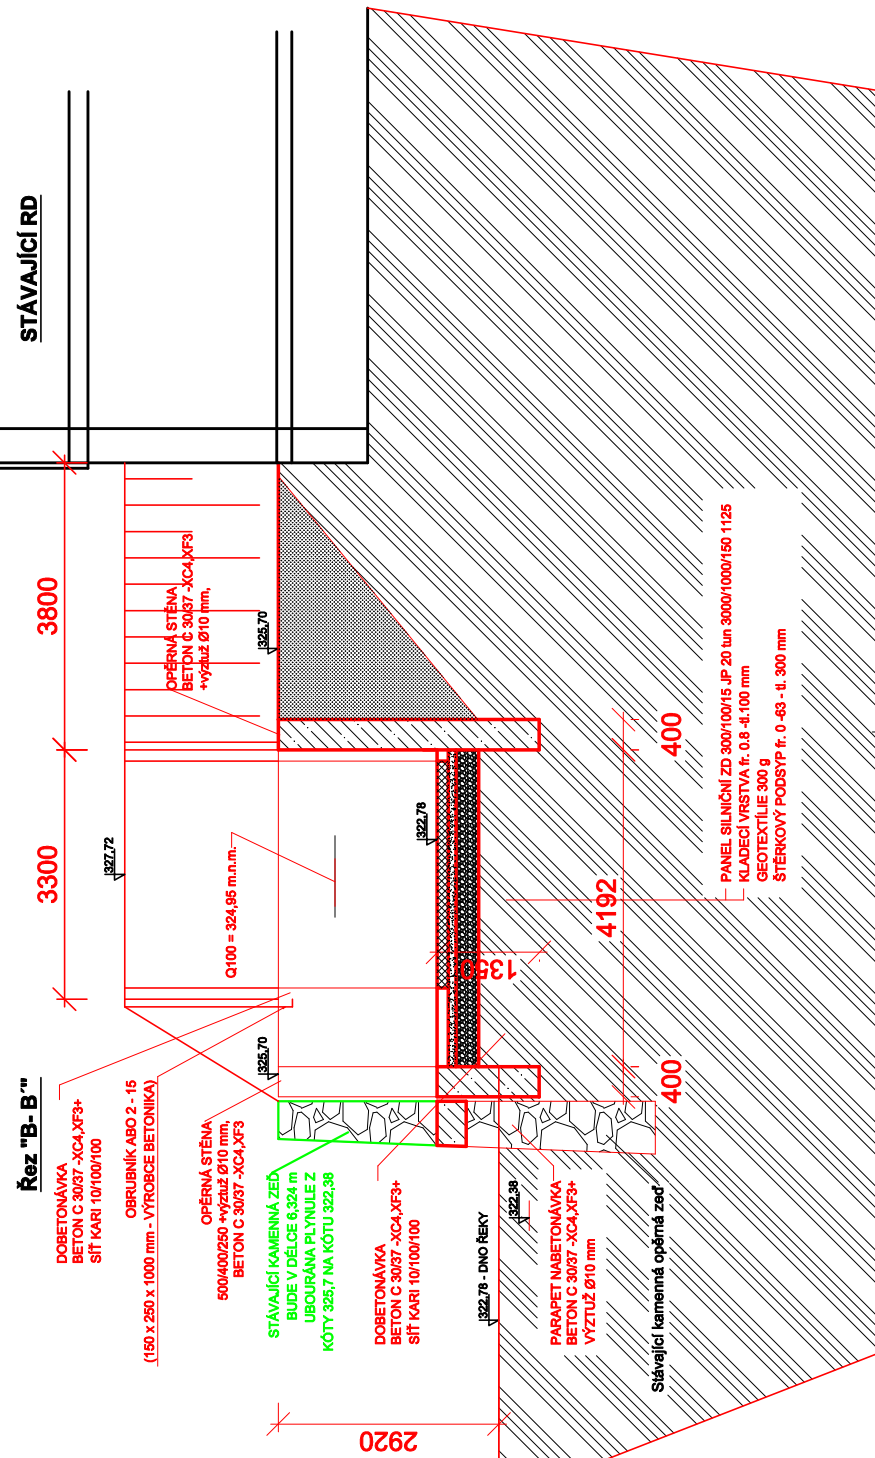 Řez "B- B´"
STÁVAJÍCÍ RD
DOBETONÁVKA
BETON C 30/37 -XC4,XF3+
SÍŤ KARI 10/100/100
3300
3800
327,72
OBRUBNÍK ABO 2 - 15
(150 x 250 x 1000 mm - VÝROBCE BETONIKA)
OPĚRNÁ STĚNA
BETON C 30/37 -XC4,XF3
+výztuž Ø10 mm,
OPĚRNÁ STĚNA
500/400/250 +výztuž Ø10 mm,
BETON C 30/37 -XC4,XF3
Q100 = 324,95 m.n.m.
325,70
325,70
STÁVAJÍCÍ KAMENNÁ ZEĎ
BUDE V DÉLCE 6,324 m
UBOURÁNA PLYNULE Z
KÓTY 325,7 NA KÓTU 322,38
DOBETONÁVKA
BETON C 30/37 -XC4,XF3+
SÍŤ KARI 10/100/100
322,78
2920
322,78 - DNO ŘEKY
1350
322,38
PARAPET NABETONÁVKA
BETON C 30/37 -XC4,XF3+
VÝZTUŽ Ø10 mm
4192
Stávající kamenná opěrná zeď
400
400
PANEL SILNIČNÍ ZD 300/100/15 JP 20 tun 3000/1000/150 1125
KLADECÍ VRSTVA fr. 0.8 -tl.100 mm
GEOTEXTÍLIE 300 g
ŠTĚRKOVÝ PODSYP fr. 0 -63 - tl. 300 mm